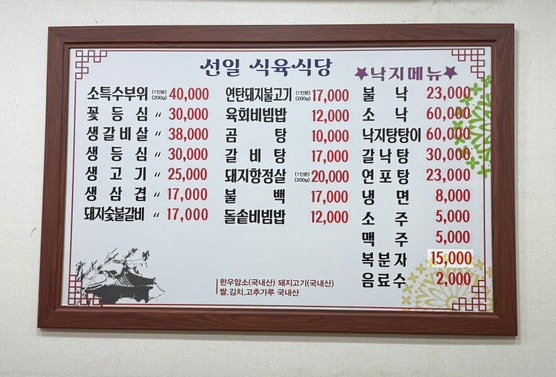 선일 식육식당
소특수부위 (1인분) (200g) 40,000
꽃등심 〃 30,000
생갈비살 〃 38,000
생등심 〃 30,000
생고기 〃 25,000
생삼겹 〃 17,000
돼지숯불갈비 〃 17,000
연탄돼지불고기 (1인분) (200g) 17,000
육회비빔밥 12,000
곰탕 10,000
갈비탕 17,000
돼지항정살 (1인분) (200g) 20,000
불백 17,000
돌솥비빔밥 12,000
★낙지메뉴★
불낙 23,000
소낙 60,000
낙지탕탕이 60,000
갈낙탕 30,000
연포탕 23,000
냉면 8,000
소주 5,000
맥주 5,000
복분자 15,000
음료수 2,000
한우암소(국내산) 돼지고기(국내산)
쌀,김치,고추가루 국내산